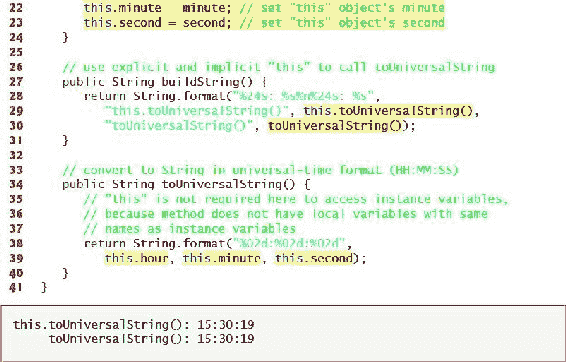 22 this.minute = minute; // set "this" object's minute
23 this.second = second; // set "this" object's second
24 }
25
26 // use explicit and implicit "this" to call toUniversalString
27 public String buildString() {
28 return String.format("%24s: %s%n%24s: %s",
29 "this.toUniversalString()", this.toUniversalString(),
30 "toUniversalString()", toUniversalString());
31 }
32
33 // convert to String in universal-time format (HH:MM:SS)
34 public String toUniversalString() {
35 // "this" is not required here to access instance variables,
36 // because method does not have local variables with same
37 // names as instance variables
38 return String.format("%02d:%02d:%02d",
39 this.hour, this.minute, this.second);
40 }
41 }
this.toUniversalString(): 15:30:19
toUniversalString(): 15:30:19